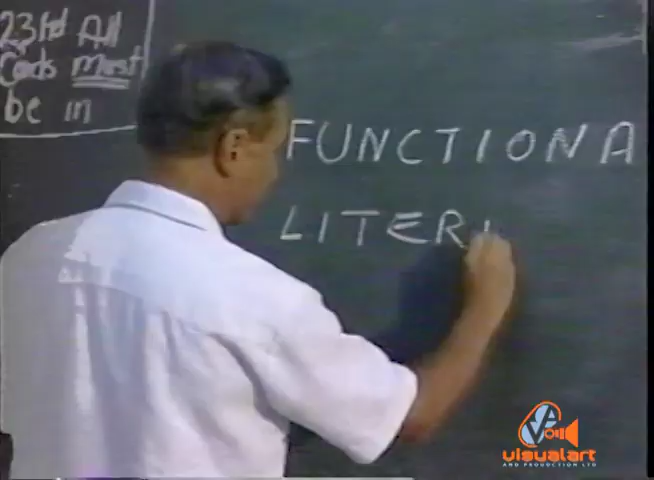 23rd All
Cards Must
be in
FUNCTIONA
LITER
visualart
AND PRODUCTION LTD